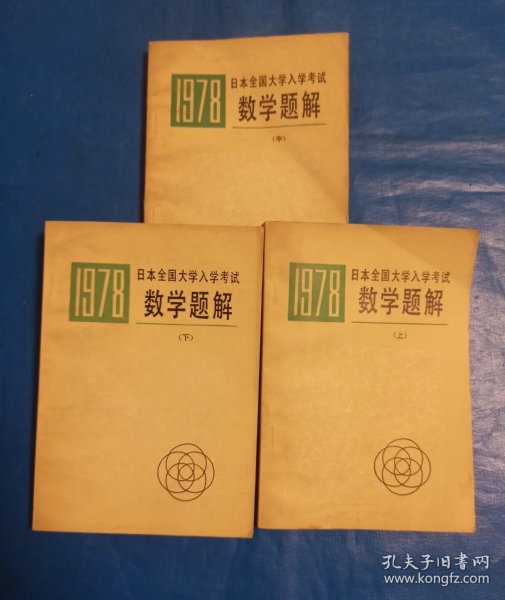 1978
日本全国大学入学考试
数学题解
(中)
1978
日本全国大学入学考试
数学题解
(下)
1978
日本全国大学入学考试
数学题解
(上)
孔夫子旧书网
www.kongfz.com